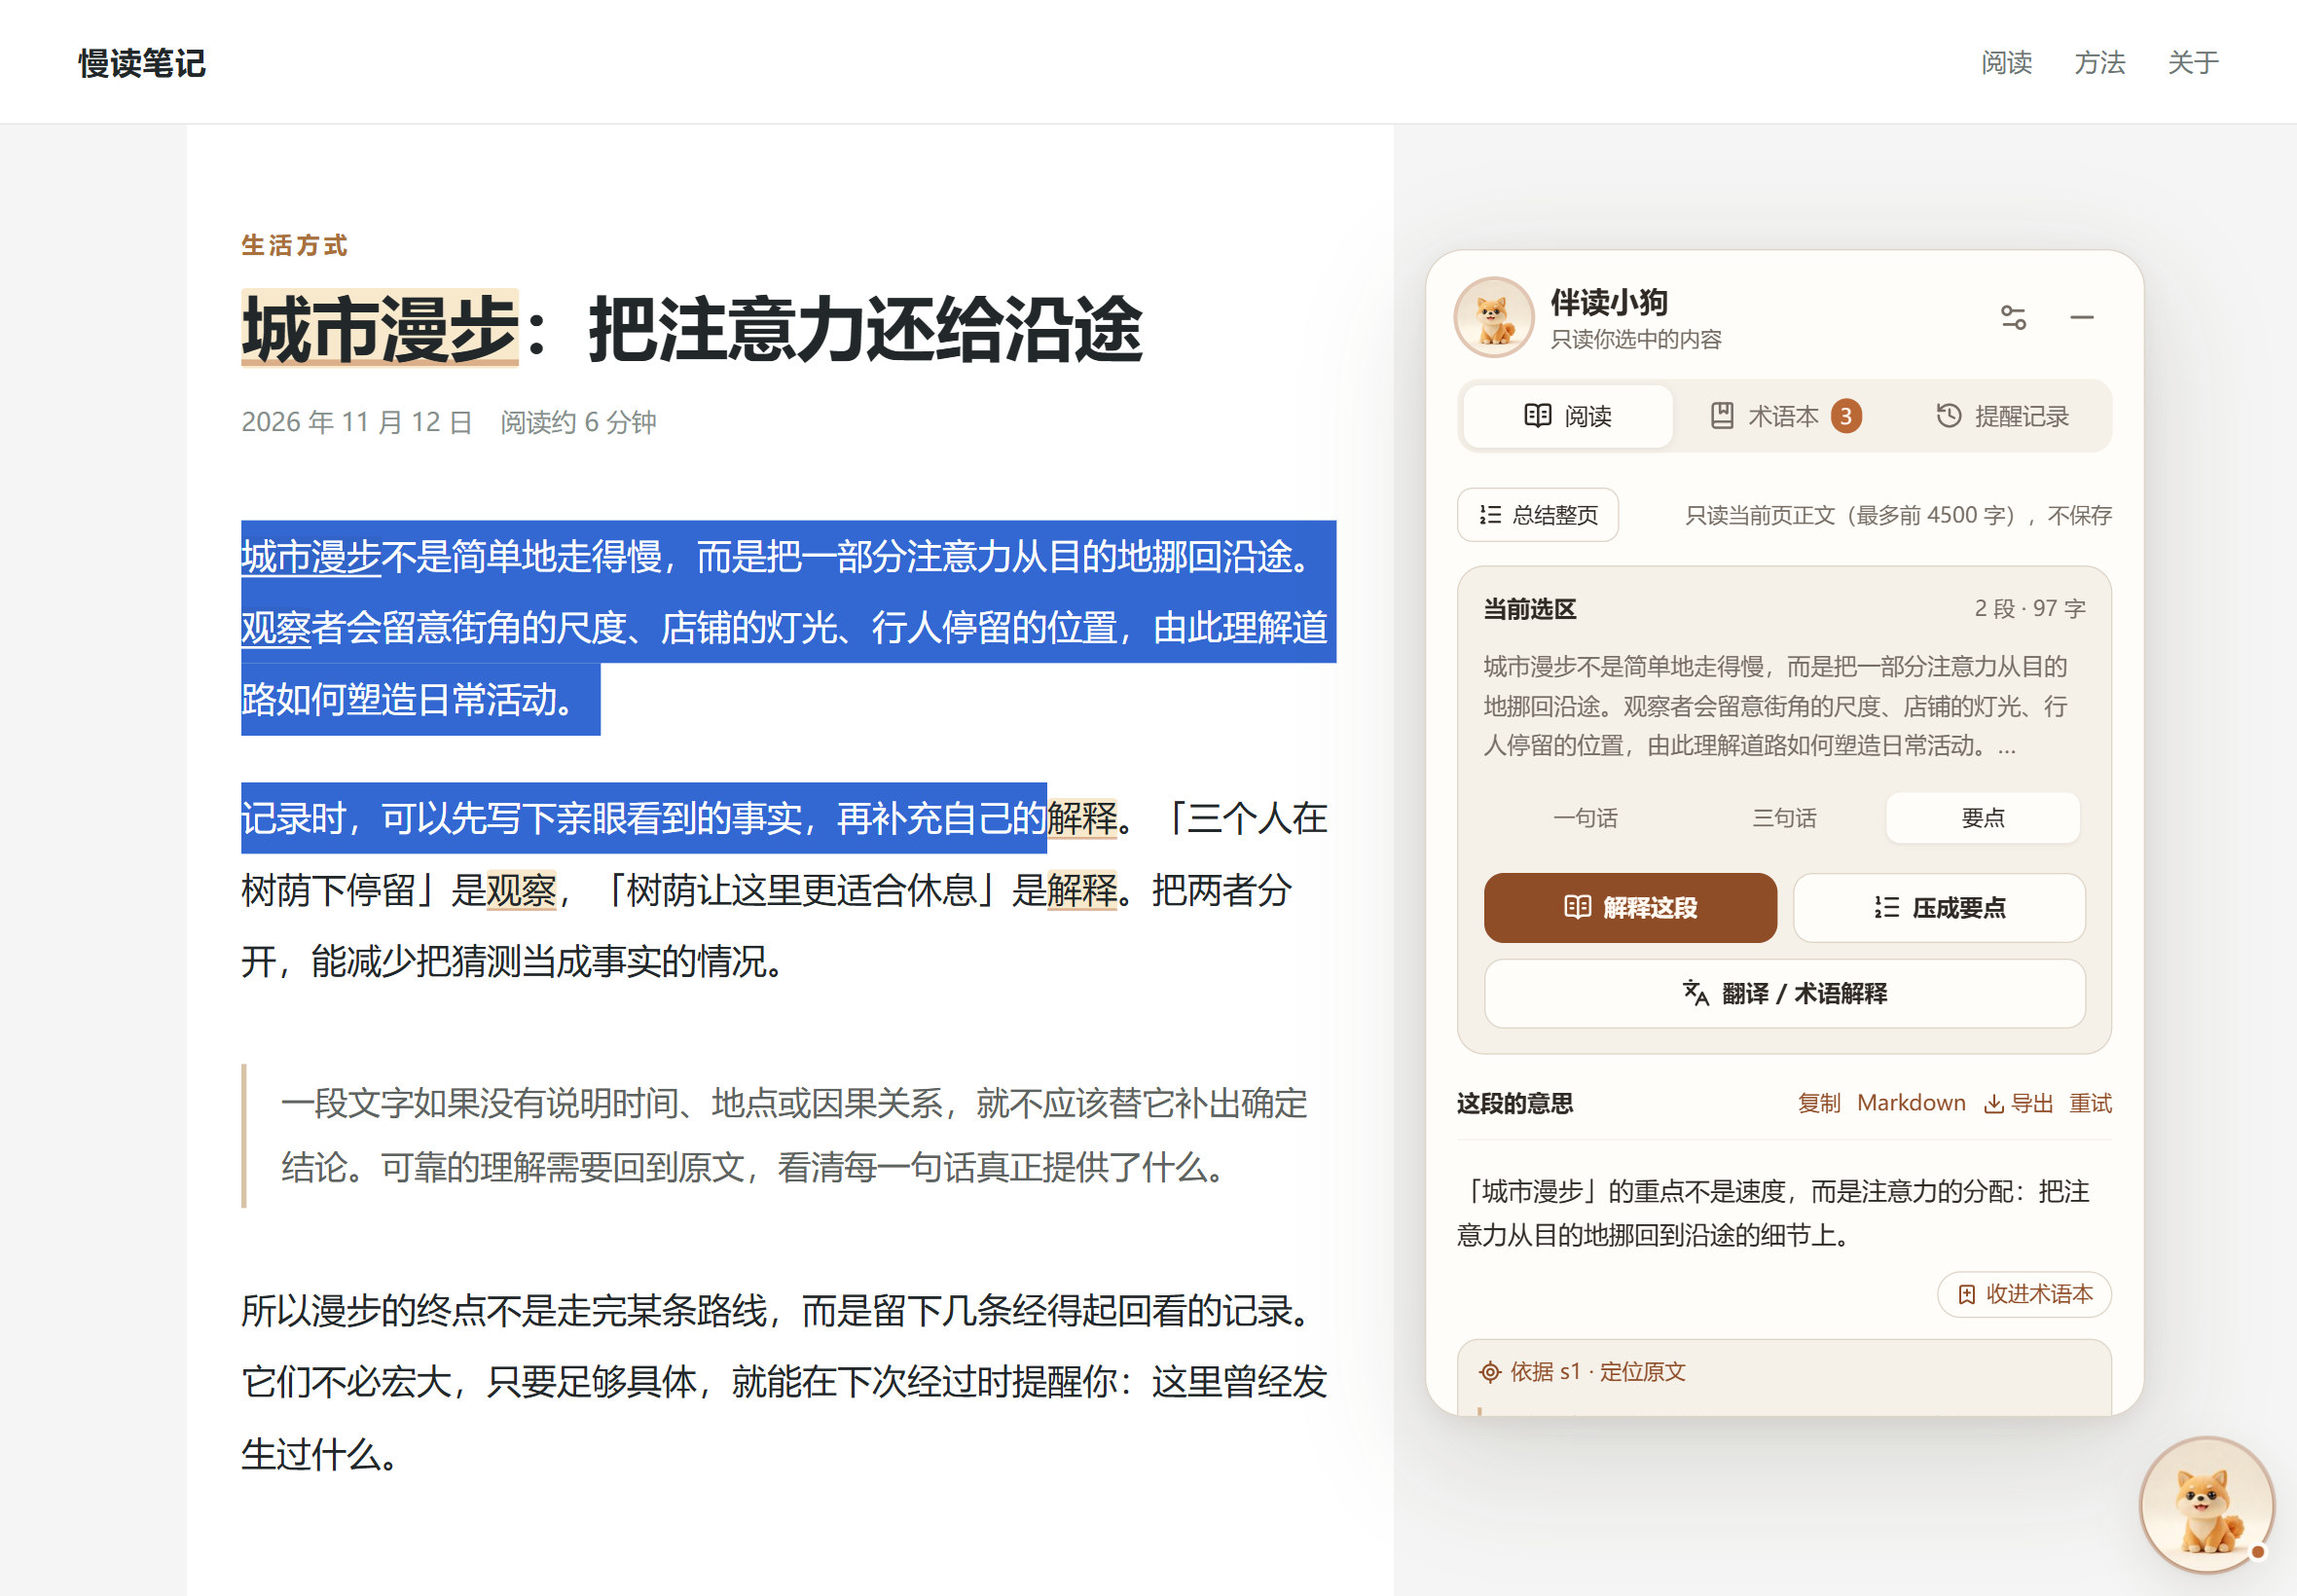 慢读笔记
阅读 方法 关于
生活方式
城市漫步：把注意力还给沿途
2026 年 11 月 12 日 阅读约 6 分钟
城市漫步不是简单地走得慢，而是把一部分注意力从目的地挪回沿途。
观察者会留意街角的尺度、店铺的灯光、行人停留的位置，由此理解道
路如何塑造日常活动。
记录时，可以先写下亲眼看到的事实，再补充自己的解释。「三个人在
树荫下停留」是观察，「树荫让这里更适合休息」是解释。把两者分
开，能减少把猜测当成事实的情况。
一段文字如果没有说明时间、地点或因果关系，就不应该替它补出确定
结论。可靠的理解需要回到原文，看清每一句话真正提供了什么。
所以漫步的终点不是走完某条路线，而是留下几条经得起回看的记录。
它们不必宏大，只要足够具体，就能在下次经过时提醒你：这里曾经发
生过什么。
伴读小狗
只读你选中的内容
阅读 术语本 3 提醒记录
总结整页 只读当前页正文（最多前 4500 字），不保存
当前选区 2 段 · 97 字
城市漫步不是简单地走得慢，而是把一部分注意力从目的
地挪回沿途。观察者会留意街角的尺度、店铺的灯光、行
人停留的位置，由此理解道路如何塑造日常活动。...
一句话 三句话 要点
解释这段 压成要点
翻译 / 术语解释
这段的意思 复制 Markdown 导出 重试
「城市漫步」的重点不是速度，而是注意力的分配：把注
意力从目的地挪回到沿途的细节上。
收进术语本
依据 s1 · 定位原文